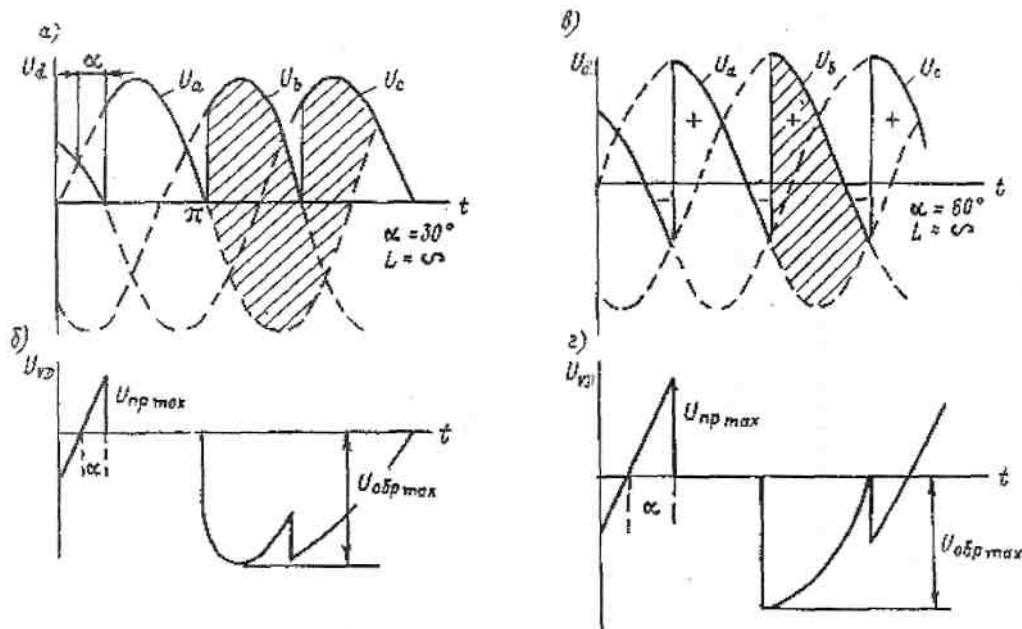 а)
U_d
α
U_a
U_b
U_c
π
t
α = 30°
L = ∽
б)
U_VD
U_пр max
α
t
U_обр max
в)
U_d
U_a
U_b
U_c
+
+
+
t
α = 60°
L = ∽
г)
U_VD
U_пр max
α
t
U_обр max